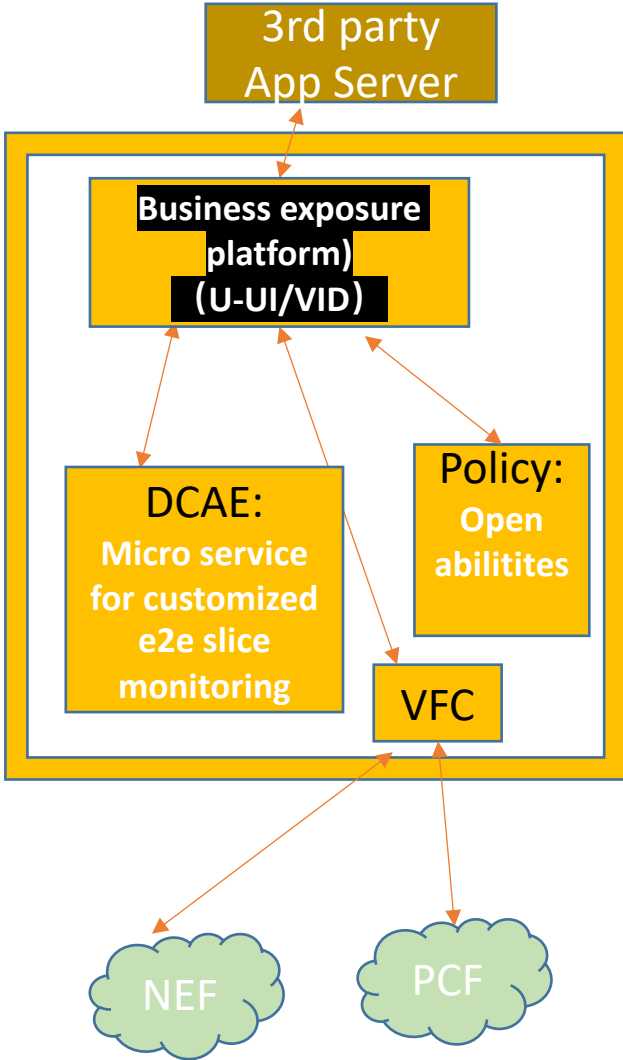 3rd party
App Server
Business exposure
platform)
（U-UI/VID）
DCAE:
Micro service
for customized
e2e slice
monitoring
Policy:
Open
abilitites
VFC
NEF
PCF